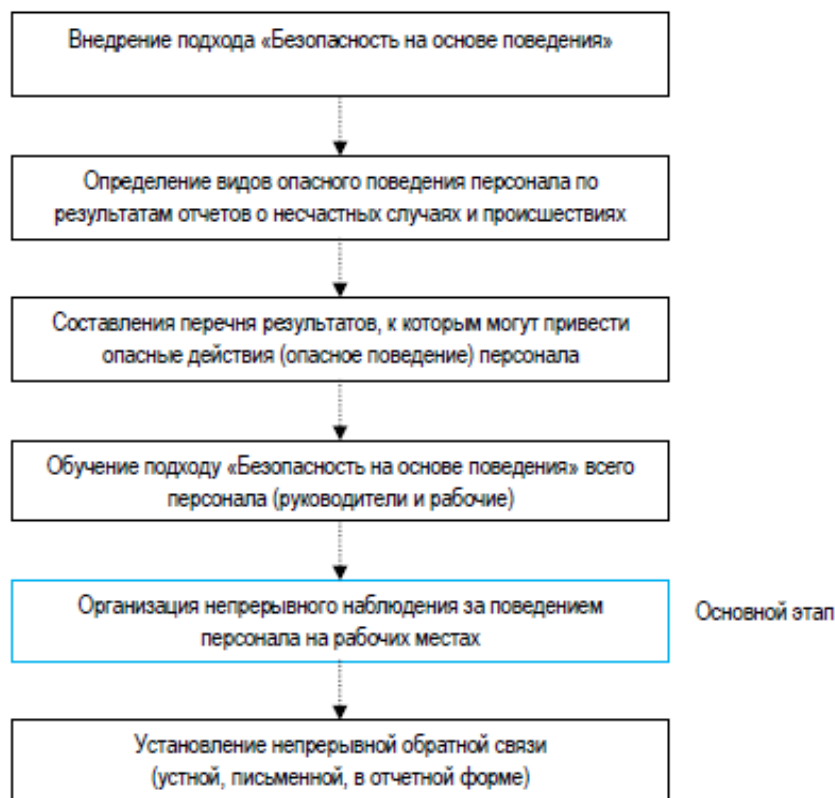 Внедрение подхода «Безопасность на основе поведения»
Определение видов опасного поведения персонала по
результатам отчетов о несчастных случаях и происшествиях
Составления перечня результатов, к которым могут привести
опасные действия (опасное поведение) персонала
Обучение подходу «Безопасность на основе поведения» всего
персонала (руководители и рабочие)
Организация непрерывного наблюдения за поведением
персонала на рабочих местах
Основной этап
Установление непрерывной обратной связи
(устной, письменной, в отчетной форме)